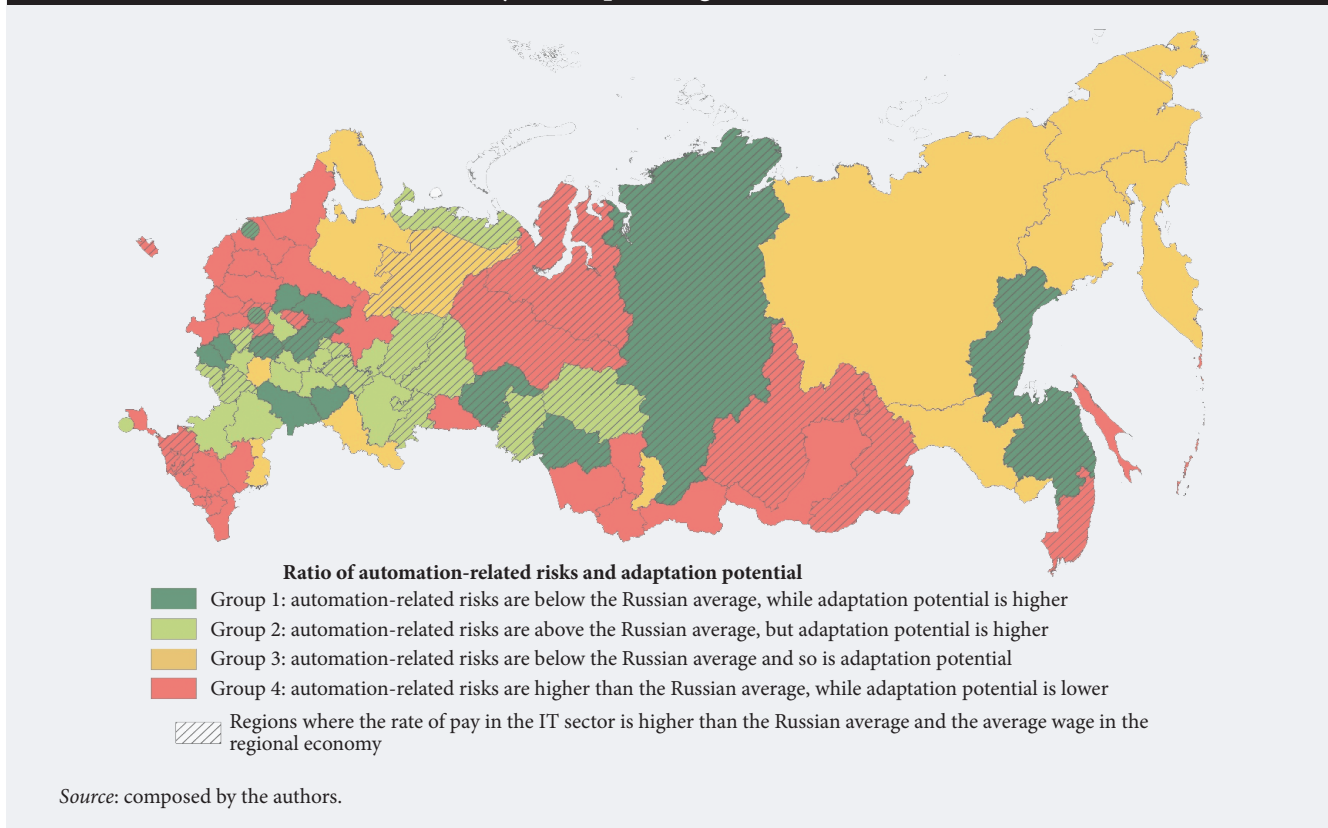 Ratio of automation-related risks and adaptation potential
Group 1: automation-related risks are below the Russian average, while adaptation potential is higher
Group 2: automation-related risks are above the Russian average, but adaptation potential is higher
Group 3: automation-related risks are below the Russian average and so is adaptation potential
Group 4: automation-related risks are higher than the Russian average, while adaptation potential is lower
Regions where the rate of pay in the IT sector is higher than the Russian average and the average wage in the
regional economy
Source: composed by the authors.